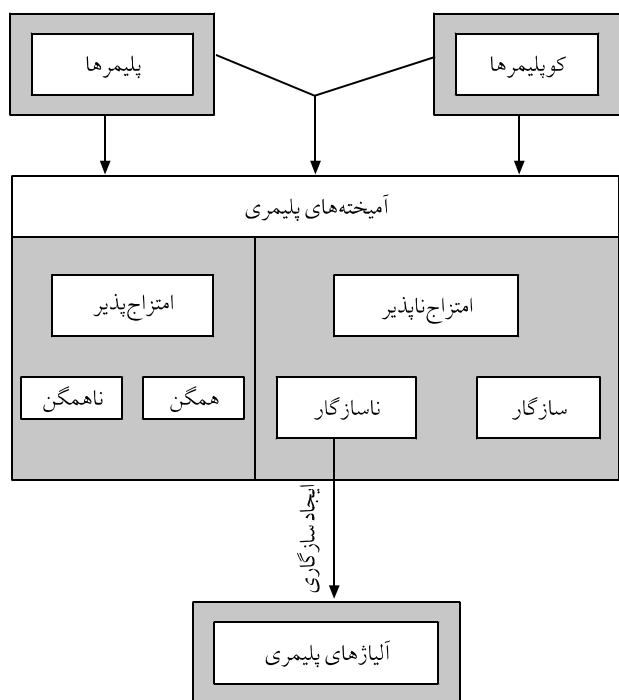 کوپلیمرها
پلیمرها
آمیخته‌های پلیمری
امتزاج‌ناپذیر
امتزاج‌پذیر
سازگار
ناسازگار
همگن
ناهمگن
ایجاد سازگاری
آلیاژهای پلیمری